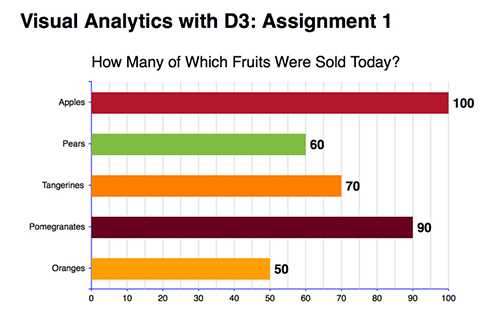 Visual Analytics with D3: Assignment 1
How Many of Which Fruits Were Sold Today?
Apples 100
Pears 60
Tangerines 70
Pomegranates 90
Oranges 50
0 10 20 30 40 50 60 70 80 90 100